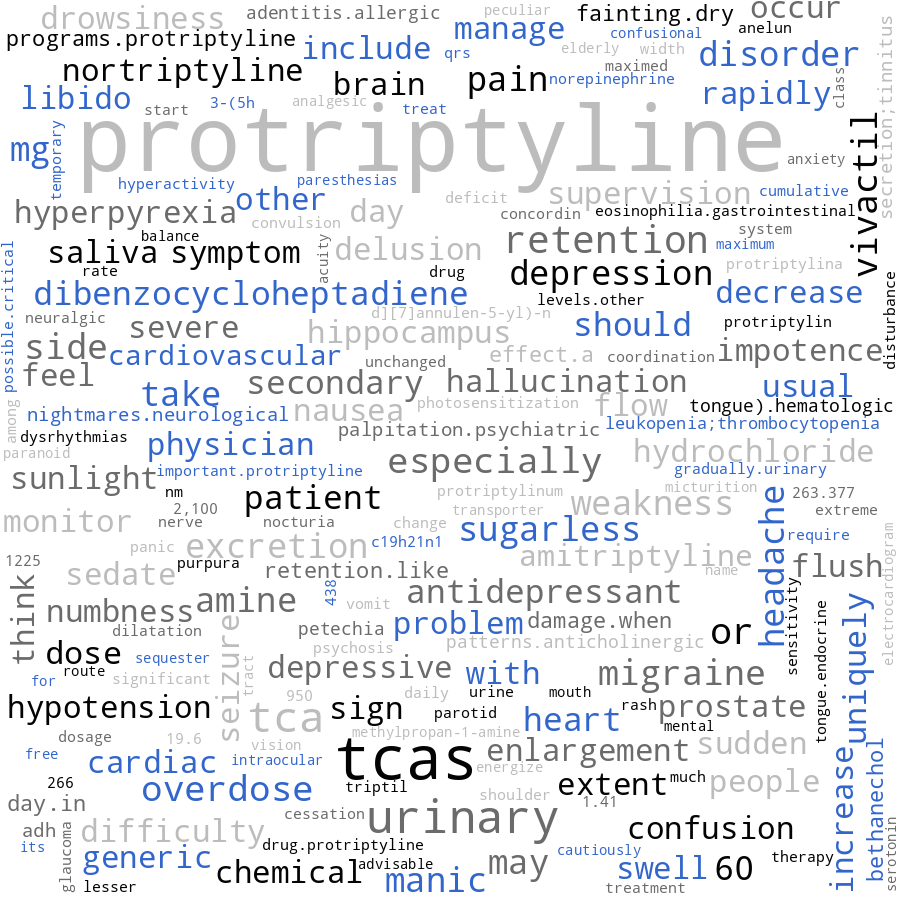 drowsiness
adentitis.allergic
peculiar
fainting.dry
occur
programs.protriptyline
include
qrs
manage
elderly
confusional
width
anelun
disorder
nortriptyline
brain
pain
maximed
norepinephrine
class
secretion;tinnitus
libido
start
3-(5h
analgesic
treat
rapidly
mg
temporary
protriptyline
anxiety
vivactil
hyperactivity
paresthesias
other
deficit
supervision
cumulative
hyperpyrexia
convulsion
day
concordin
eosinophilia.gastrointestinal
balance
system
saliva
symptom
acuity
delusion
retention
maximum
possible.critical
rate
drug
depression
protriptylina
disturbance
dibenzocycloheptadiene
levels.other
decrease
neuralgic
severe
d][7]annulen-5-yl)-n
hippocampus
should
protriptylin
side
cardiovascular
unchanged
effect.a
coordination
impotence
feel
take
secondary
hallucination
usual
among
nightmares.neurological
nausea
photosensitization
flow
tongue).hematologic
dysrhythmias
palpitation.psychiatric
leukopenia;thrombocytopenia
paranoid
physician
especially
hydrochloride
sunlight
important.protriptyline
gradually.urinary
nm
patient
protriptylinum
micturition
263.377
2,100
transporter
weakness
headache
extreme
monitor
nerve
nocturia
change
sugarless
require
electrocardiogram
1225
panic
excretion
c19h21n1
amitriptyline
flush
purpura
name
think
sedate
retention.like
sensitivity
numbness
amine
438
vomit
antidepressant
uniquely
dilatation
seizure
petechia
problem
damage.when
or
tongue.endocrine
dose
sequester
psychosis
patterns.anticholinergic
route
tract
depressive
with
migraine
for
significant
950
daily
urine
mouth
hypotension
tca
sign
parotid
heart
rash
prostate
dosage
19.6
methylpropan-1-amine
mental
free
vision
tcas
enlargement
sudden
cardiac
intraocular
energize
increase
bethanechol
266
overdose
triptil
extent
much
people
day.in
shoulder
1.41
adh
difficulty
cessation
urinary
confusion
serotonin
its
glaucoma
drug.protriptyline
generic
advisable
may
cautiously
therapy
lesser
chemical
manic
swell
60
treatment